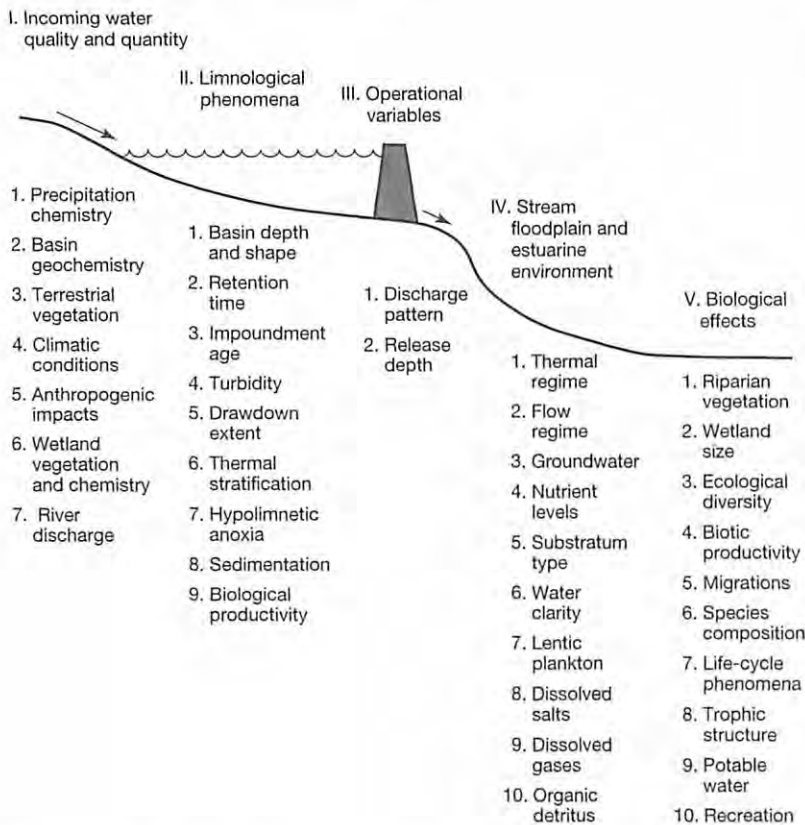 I. Incoming water
quality and quantity
II. Limnological
phenomena
III. Operational
variables
1. Precipitation
chemistry
2. Basin
geochemistry
3. Terrestrial
vegetation
4. Climatic
conditions
5. Anthropogenic
impacts
6. Wetland
vegetation
and chemistry
7. River
discharge
1. Basin depth
and shape
2. Retention
time
3. Impoundment
age
4. Turbidity
5. Drawdown
extent
6. Thermal
stratification
7. Hypolimnetic
anoxia
8. Sedimentation
9. Biological
productivity
1. Discharge
pattern
2. Release
depth
IV. Stream
floodplain and
estuarine
environment
1. Thermal
regime
2. Flow
regime
3. Groundwater
4. Nutrient
levels
5. Substratum
type
6. Water
clarity
7. Lentic
plankton
8. Dissolved
salts
9. Dissolved
gases
10. Organic
detritus
V. Biological
effects
1. Riparian
vegetation
2. Wetland
size
3. Ecological
diversity
4. Biotic
productivity
5. Migrations
6. Species
composition
7. Life-cycle
phenomena
8. Trophic
structure
9. Potable
water
10. Recreation